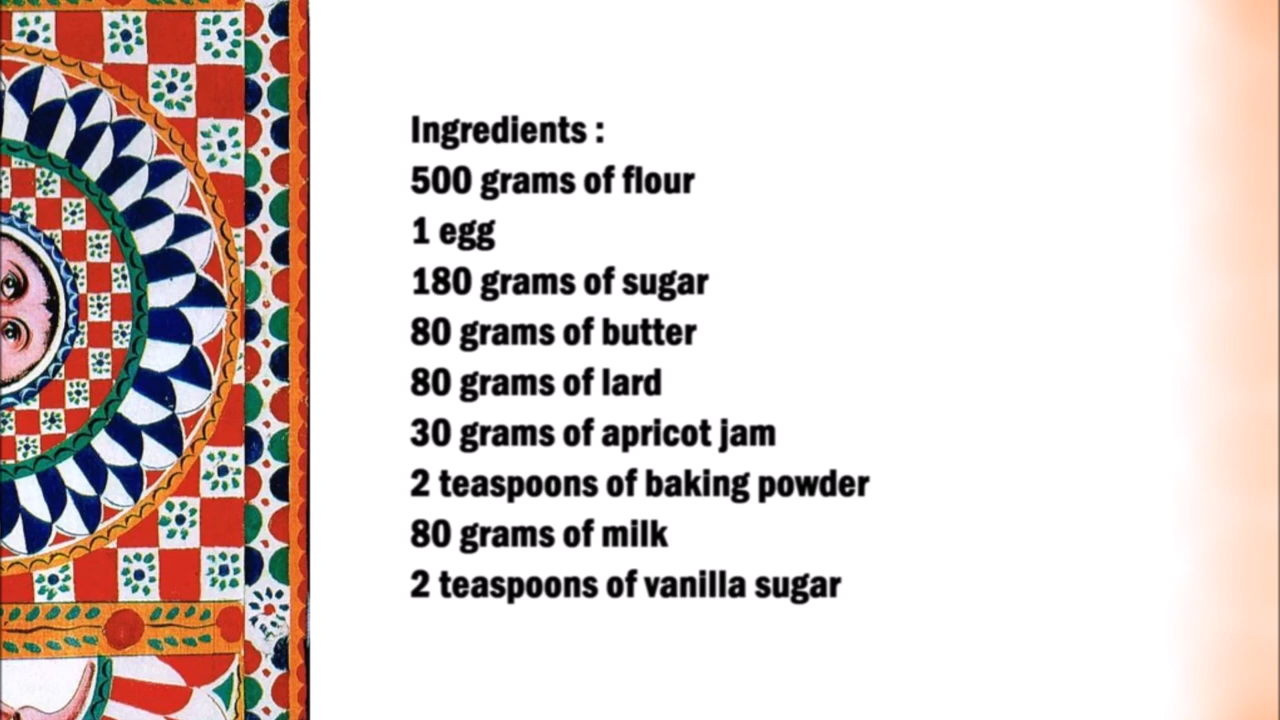 Ingredients :
500 grams of flour
1 egg
180 grams of sugar
80 grams of butter
80 grams of lard
30 grams of apricot jam
2 teaspoons of baking powder
80 grams of milk
2 teaspoons of vanilla sugar